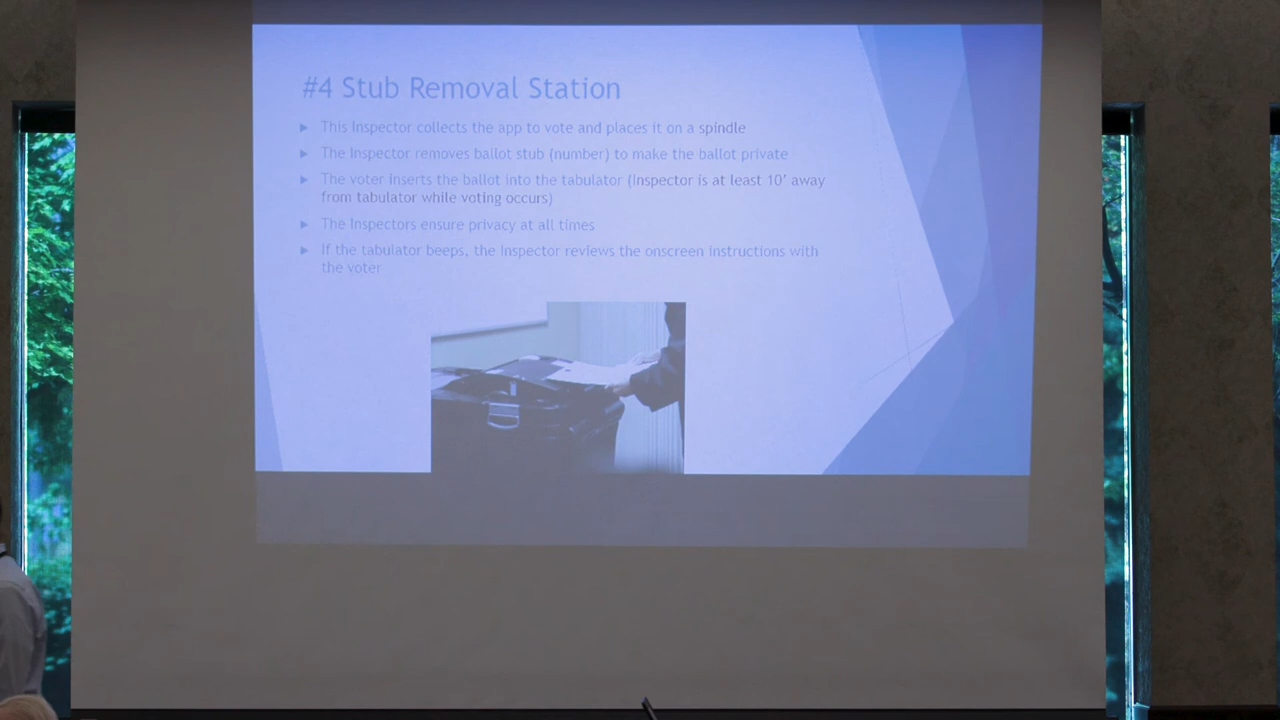 #4 Stub Removal Station
This Inspector collects the app to vote and places it on a spindle
The Inspector removes ballot stub (number) to make the ballot private
The voter inserts the ballot into the tabulator (Inspector is at least 10' away
from tabulator while voting occurs)
The Inspectors ensure privacy at all times
If the tabulator beeps, the Inspector reviews the onscreen instructions with
the voter